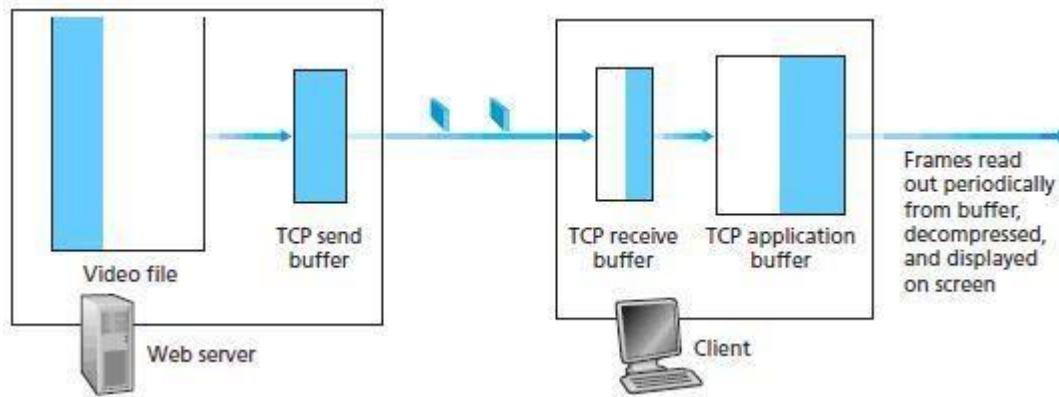 Video file
TCP send
buffer
Web server
TCP receive
buffer
TCP application
buffer
Client
Frames read
out periodically
from buffer,
decompressed,
and displayed
on screen